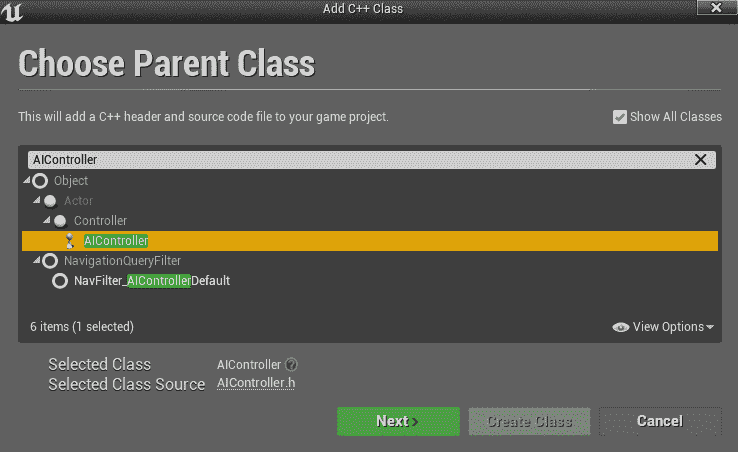 Add C++ Class
Choose Parent Class
This will add a C++ header and source code file to your game project.
Show All Classes
AIController
Object
Actor
Controller
AIController
NavigationQueryFilter
NavFilter_AIControllerDefault
6 items (1 selected)
View Options
Selected Class AIController ?
Selected Class Source AIController.h
Next >
Create Class
Cancel